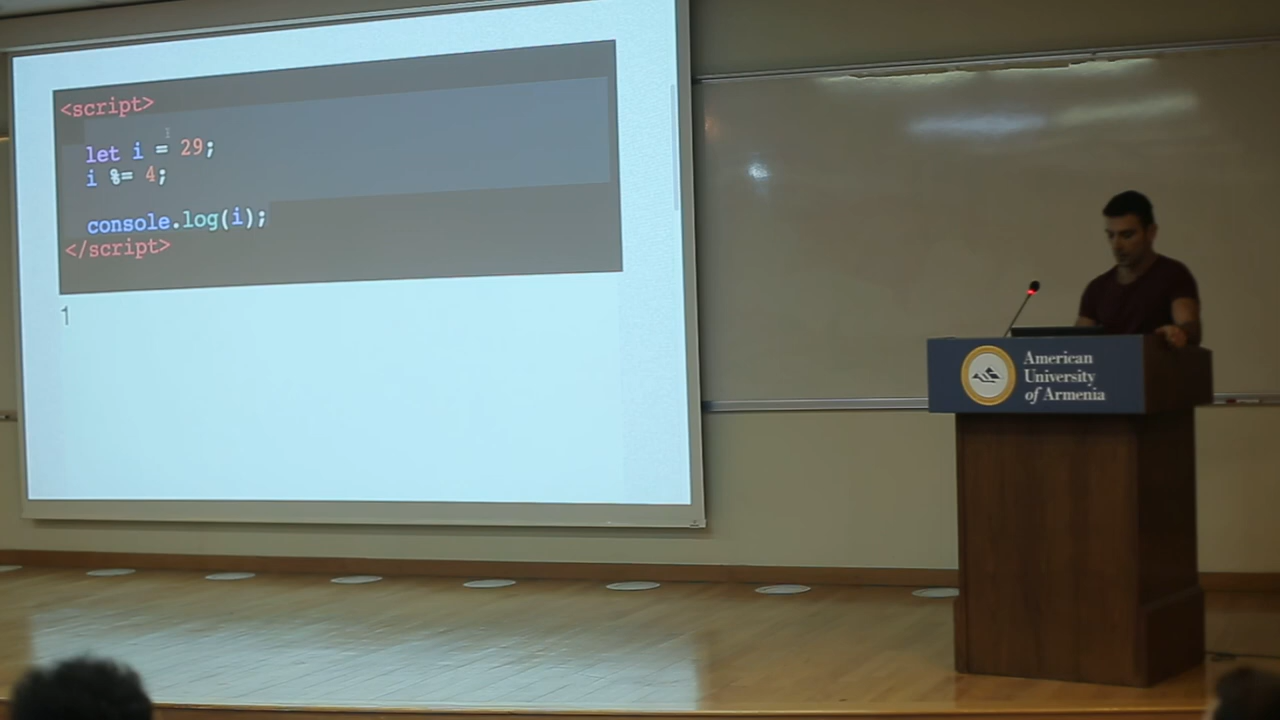 <script>
let i = 29;
i %= 4;
console.log(i);
</script>
1
American
University
of Armenia